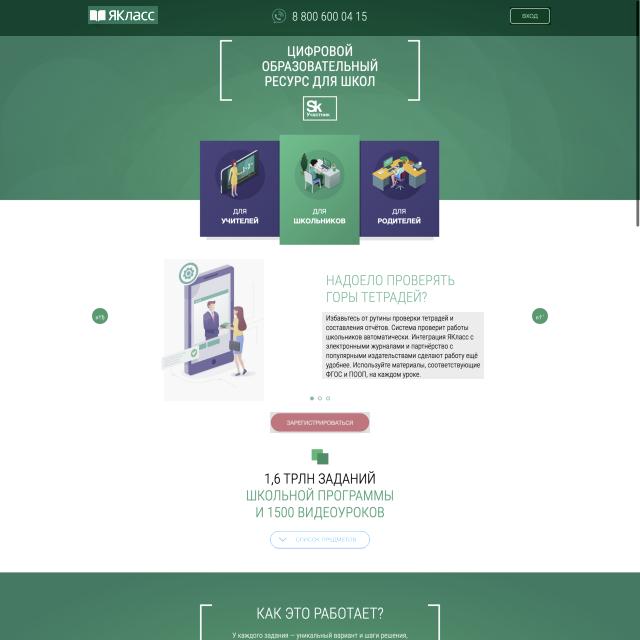 ЯКласс
8 800 600 04 15
ВХОД
ЦИФРОВОЙ
ОБРАЗОВАТЕЛЬНЫЙ
РЕСУРС ДЛЯ ШКОЛ
Sk
Участник
ДЛЯ
УЧИТЕЛЕЙ
ДЛЯ
ШКОЛЬНИКОВ
ДЛЯ
РОДИТЕЛЕЙ
НАДОЕЛО ПРОВЕРЯТЬ
ГОРЫ ТЕТРАДЕЙ?
Избавьтесь от рутины проверки тетрадей и
составления отчётов. Система проверит работы
школьников автоматически. Интеграция ЯКласс с
электронными журналами и партнёрство с
популярными издательствами сделают работу ещё
удобнее. Используйте материалы, соответствующие
ФГОС и ПООП, на каждом уроке.
ЗАРЕГИСТРИРОВАТЬСЯ
1,6 ТРЛН ЗАДАНИЙ
ШКОЛЬНОЙ ПРОГРАММЫ
И 1500 ВИДЕОУРОКОВ
СПИСОК ПРЕДМЕТОВ
КАК ЭТО РАБОТАЕТ?
У каждого задания — уникальный вариант и шаги решения,